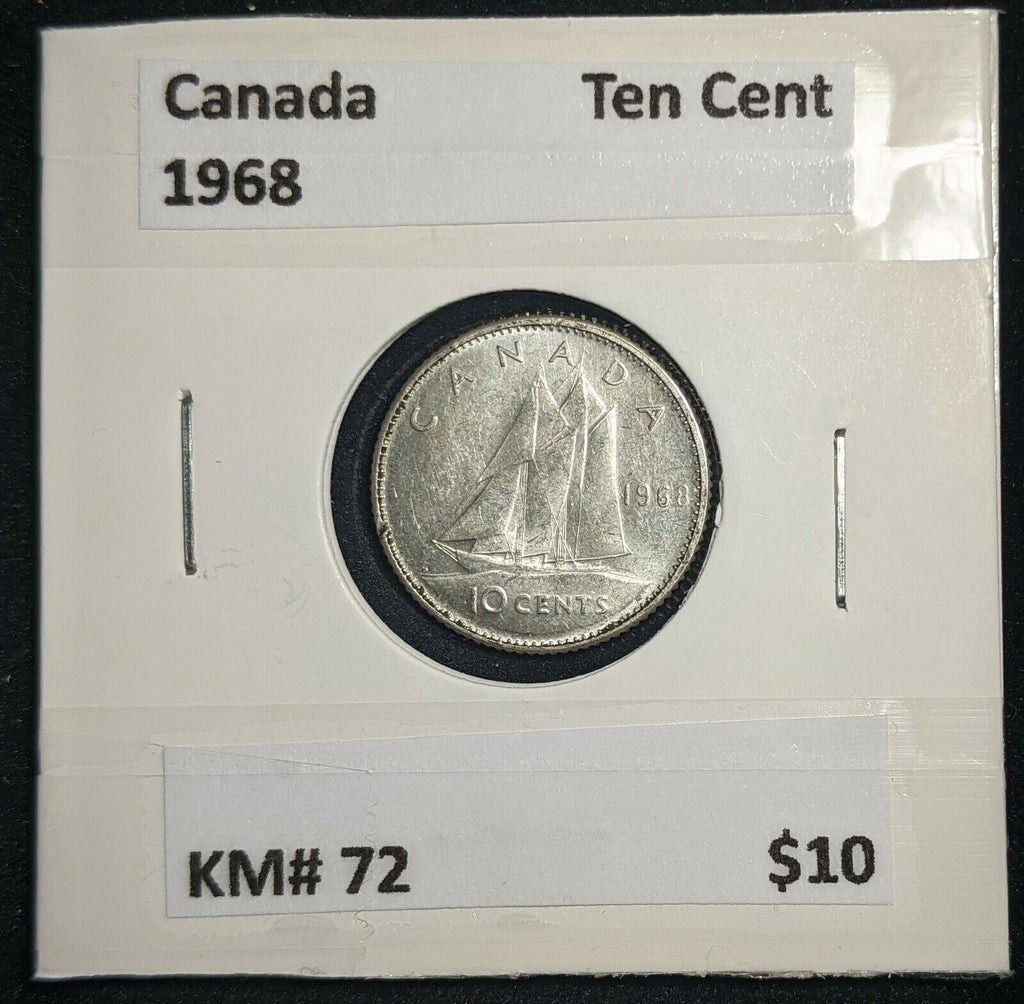 Canada Ten Cent
1968
CANADA
1968
10 CENTS
KM# 72 $10